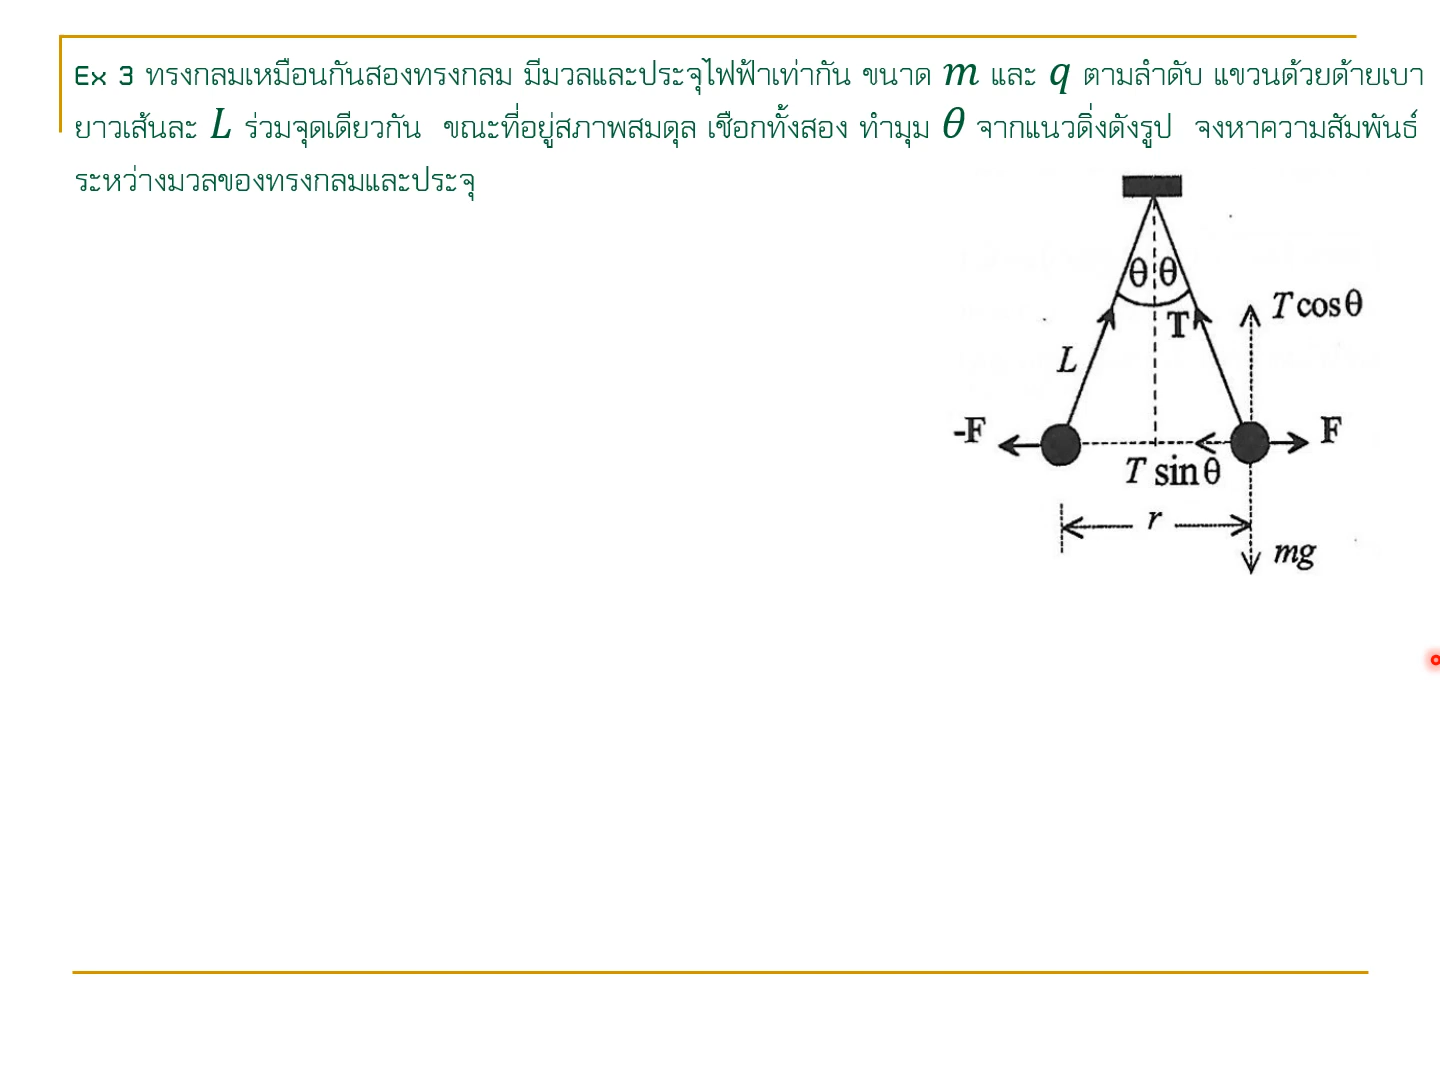 Ex 3 ทรงกลมเหมือนกันสองทรงกลม มีมวลและประจุไฟฟ้าเท่ากัน ขนาด m และ q ตามลำดับ แขวนด้วยด้ายเบา
ยาวเส้นละ L ร่วมจุดเดียวกัน ขณะที่อยู่สภาพสมดุล เชือกทั้งสอง ทำมุม θ จากแนวดิ่งดังรูป จงหาความสัมพันธ์
ระหว่างมวลของทรงกลมและประจุ
θ θ
T cosθ
T
L
-F
F
T sinθ
r
mg